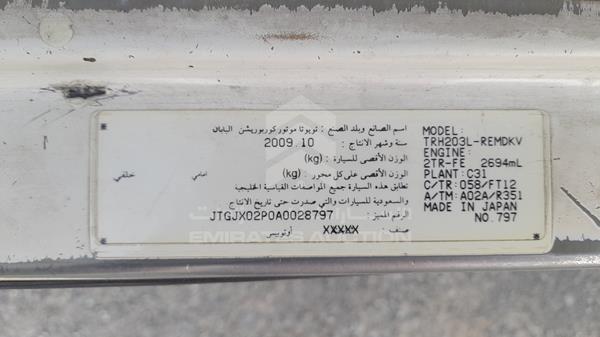 اسم الصانع وبلد الصنع : تويوتا موتور كوربوريشن اليابان
سنة وشهر الانتاج : 2009.10
الوزن الأقصى للسيارة : (kg)
الوزن الأقصى على كل محور : (kg) امامي خلفي
تطابق هذه السيارة جميع المواصفات القياسية الخليجية
والسعودية للسيارات والتي صدرت حتى تاريخ الانتاج
الرقم المميز : JTGJX02P0A0028797
صنف : XXXXX أوتوبيس
MODEL:
TRH203L-REMDKV
ENGINE:
2TR-FE 2694mL
PLANT: C31
C/TR: 058/FT12
A/TM: A02A/R351
MADE IN JAPAN
NO. 797
الإمارات للمزادات
EMIRATES AUCTION